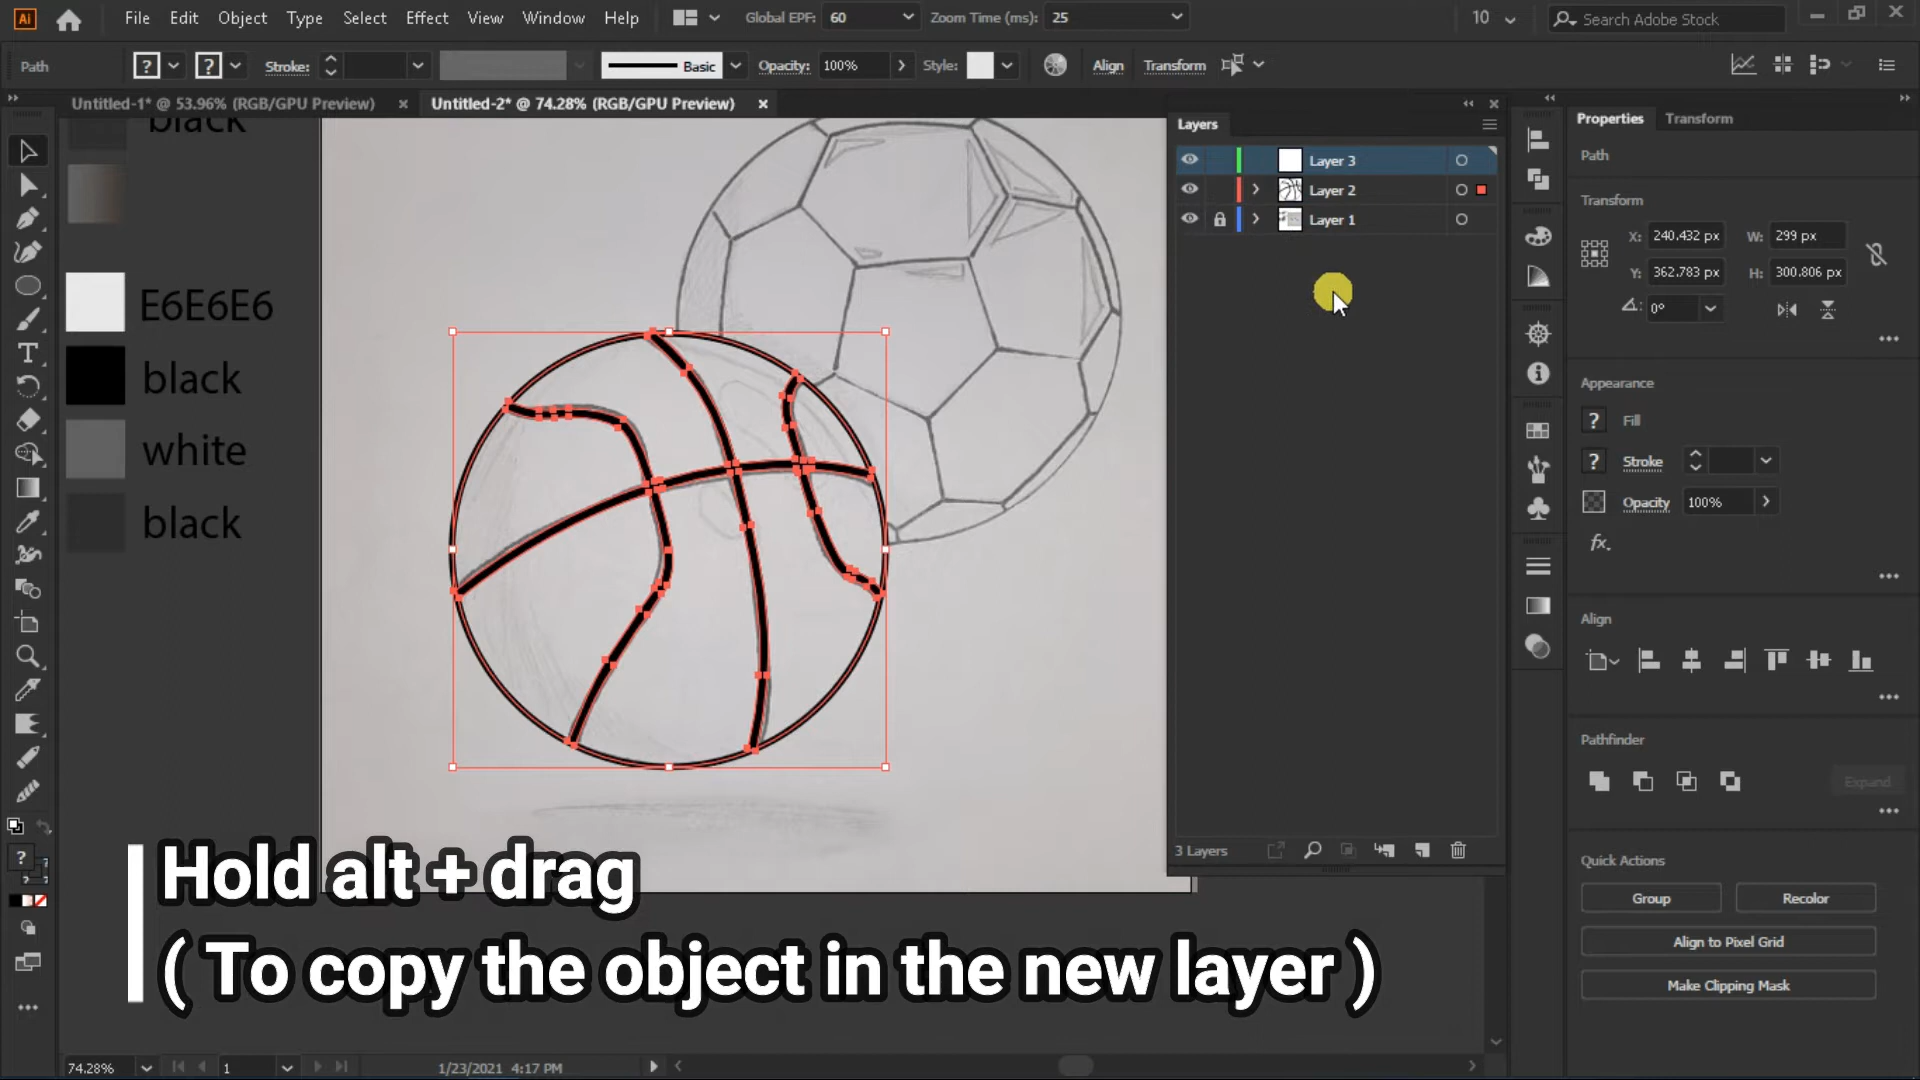 Ai File Edit Object Type Select Effect View Window Help Global EPF: 60 Zoom Time (ms): 25 10 Search Adobe Stock
Path ? ? Stroke: Basic Opacity: 100% Style: Align Transform
Untitled-1* @ 53.96% (RGB/GPU Preview) Untitled-2* @ 74.28% (RGB/GPU Preview)
black
E6E6E6
black
white
black
Layers
Layer 3
Layer 2
Layer 1
3 Layers
Properties Transform
Path
Transform
X: 240.432 px W: 299 px
Y: 362.783 px H: 300.806 px
0°
Appearance
? Fill
? Stroke
Opacity 100%
fx.
Align
Pathfinder
Expand
Quick Actions
Group Recolor
Align to Pixel Grid
Make Clipping Mask
Hold alt + drag
( To copy the object in the new layer )
74.28% 1 1/23/2021 4:17 PM